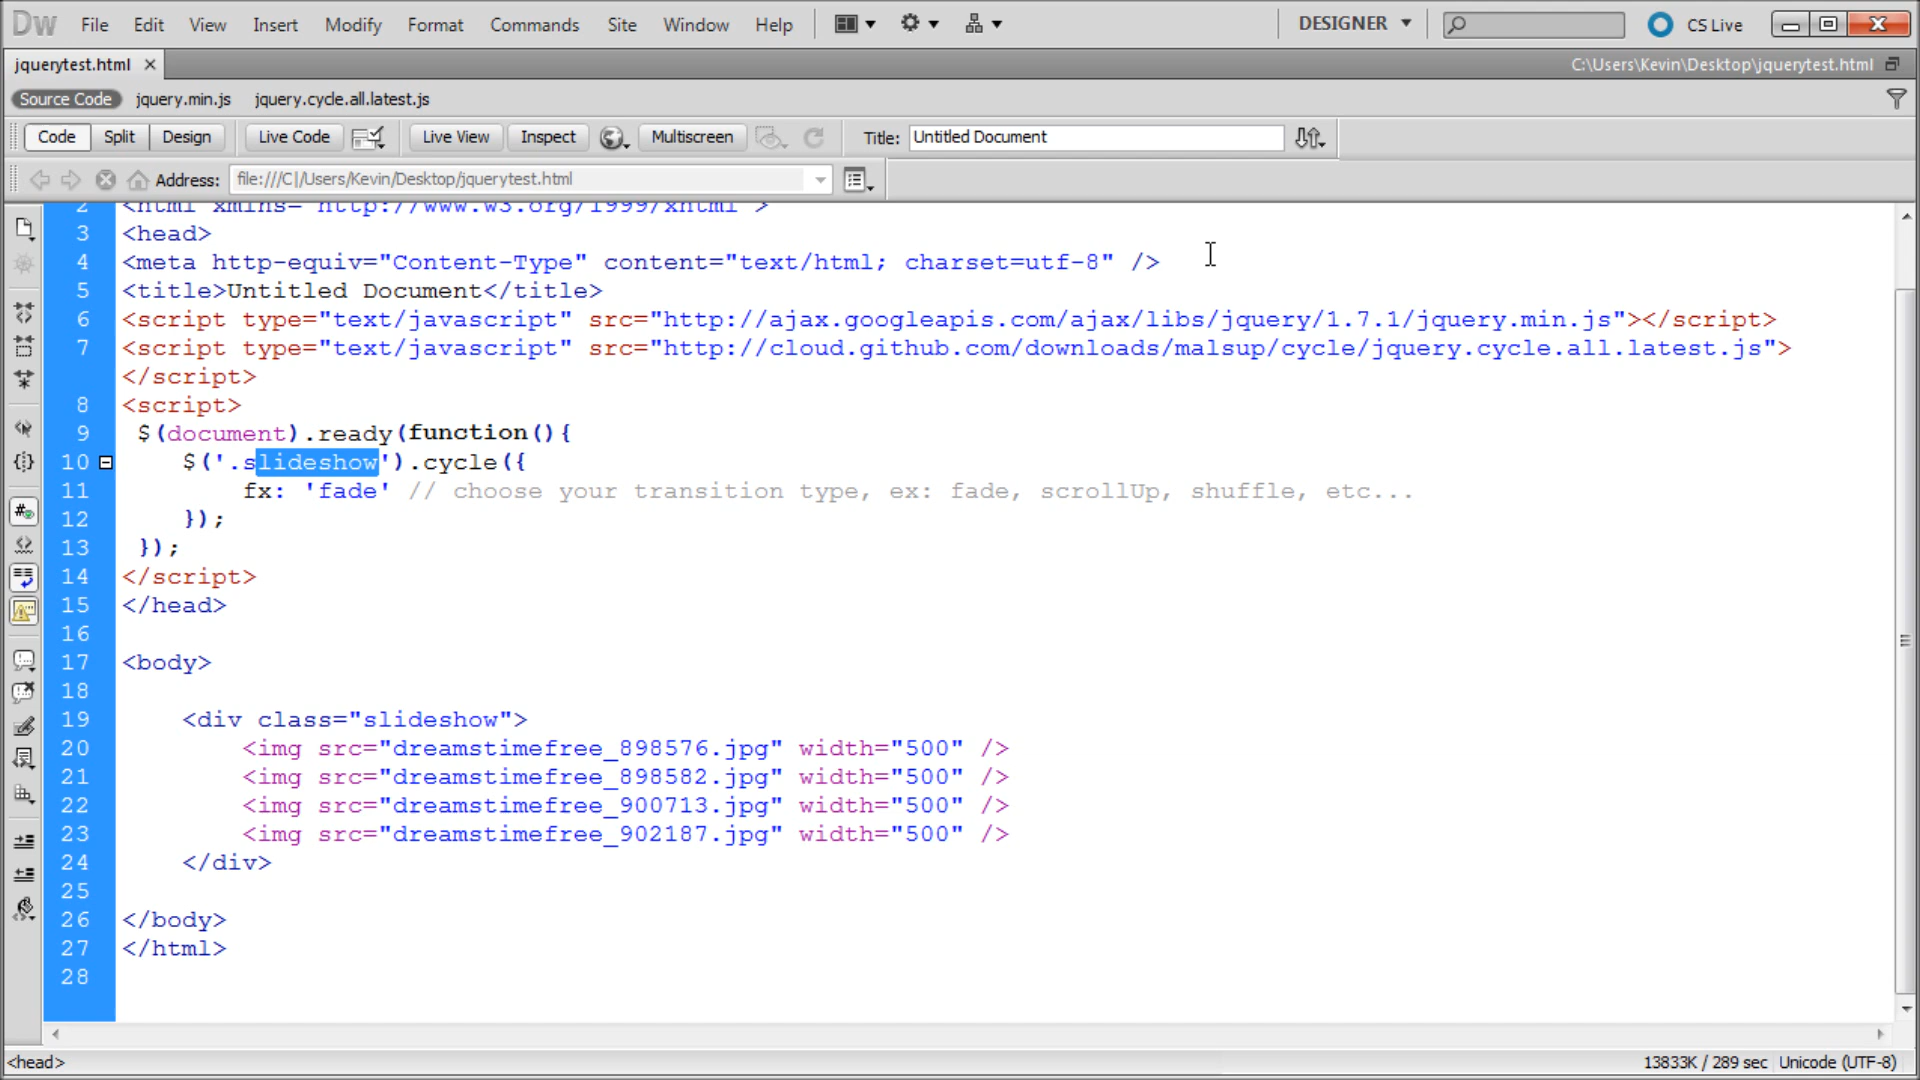 Dw File Edit View Insert Modify Format Commands Site Window Help DESIGNER CS Live
jquerytest.html C:\Users\Kevin\Desktop\jquerytest.html
Source Code jquery.min.js jquery.cycle.all.latest.js
Code Split Design Live Code Live View Inspect Multiscreen Title: Untitled Document
Address: file:///C|/Users/Kevin/Desktop/jquerytest.html
2 <html xmlns="http://www.w3.org/1999/xhtml">
3 <head>
4 <meta http-equiv="Content-Type" content="text/html; charset=utf-8" />
5 <title>Untitled Document</title>
6 <script type="text/javascript" src="http://ajax.googleapis.com/ajax/libs/jquery/1.7.1/jquery.min.js"></script>
7 <script type="text/javascript" src="http://cloud.github.com/downloads/malsup/cycle/jquery.cycle.all.latest.js">
</script>
8 <script>
9 $(document).ready(function(){
10 $('.slideshow').cycle({
11 fx: 'fade' // choose your transition type, ex: fade, scrollUp, shuffle, etc...
12 });
13 });
14 </script>
15 </head>
16
17 <body>
18
19 <div class="slideshow">
20 <img src="dreamstimefree_898576.jpg" width="500" />
21 <img src="dreamstimefree_898582.jpg" width="500" />
22 <img src="dreamstimefree_900713.jpg" width="500" />
23 <img src="dreamstimefree_902187.jpg" width="500" />
24 </div>
25
26 </body>
27 </html>
28
<head> 13833K / 289 sec Unicode (UTF-8)